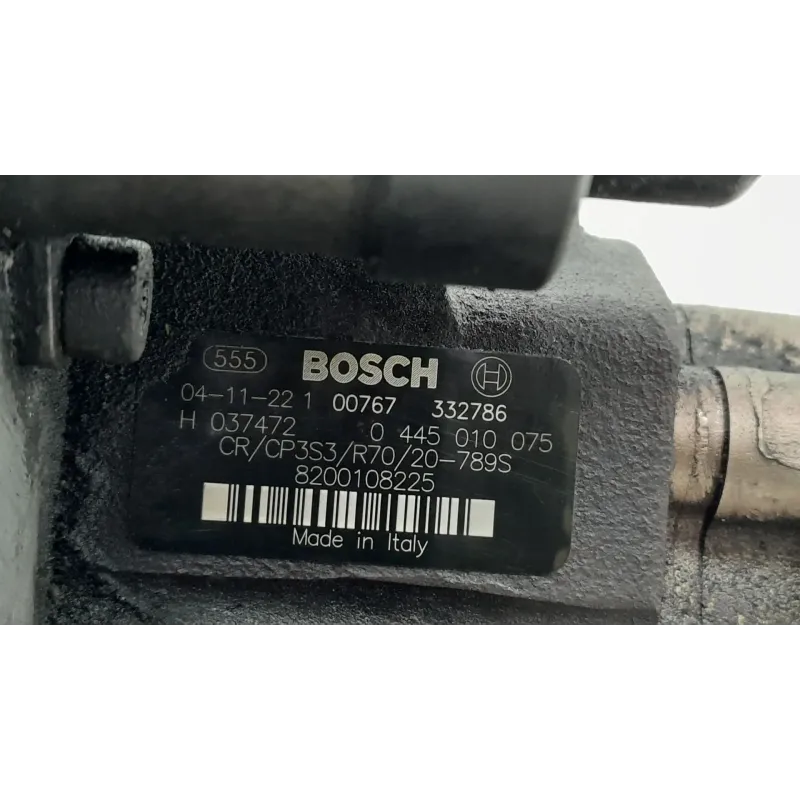 555 BOSCH H
04-11-22 1 00767 332786
H 037472 0 445 010 075
CR/CP3S3/R70/20-789S
8200108225
Made in Italy